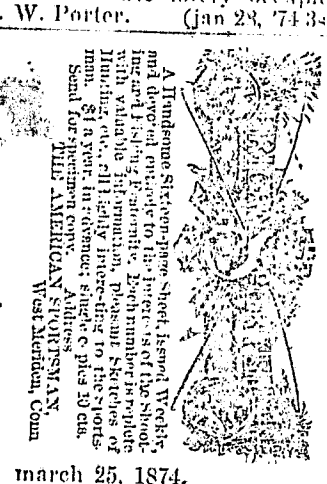 . W. Porter. (jan 28, '74
A Handsome Sixteen-page Sheet, issued Weekly,
and devoted entirely to the interests of the Shoot-
ing and Fishing Fraternity. Each number is replete
with valuable information, pleasant Sketches of
Hunting, etc., all highly interesting to the Sports-
man. $4 a year, in advance; single copies 10 cts.
Send for specimen copy. Address
THE AMERICAN SPORTSMAN,
West Meriden, Conn
march 25, 1874.